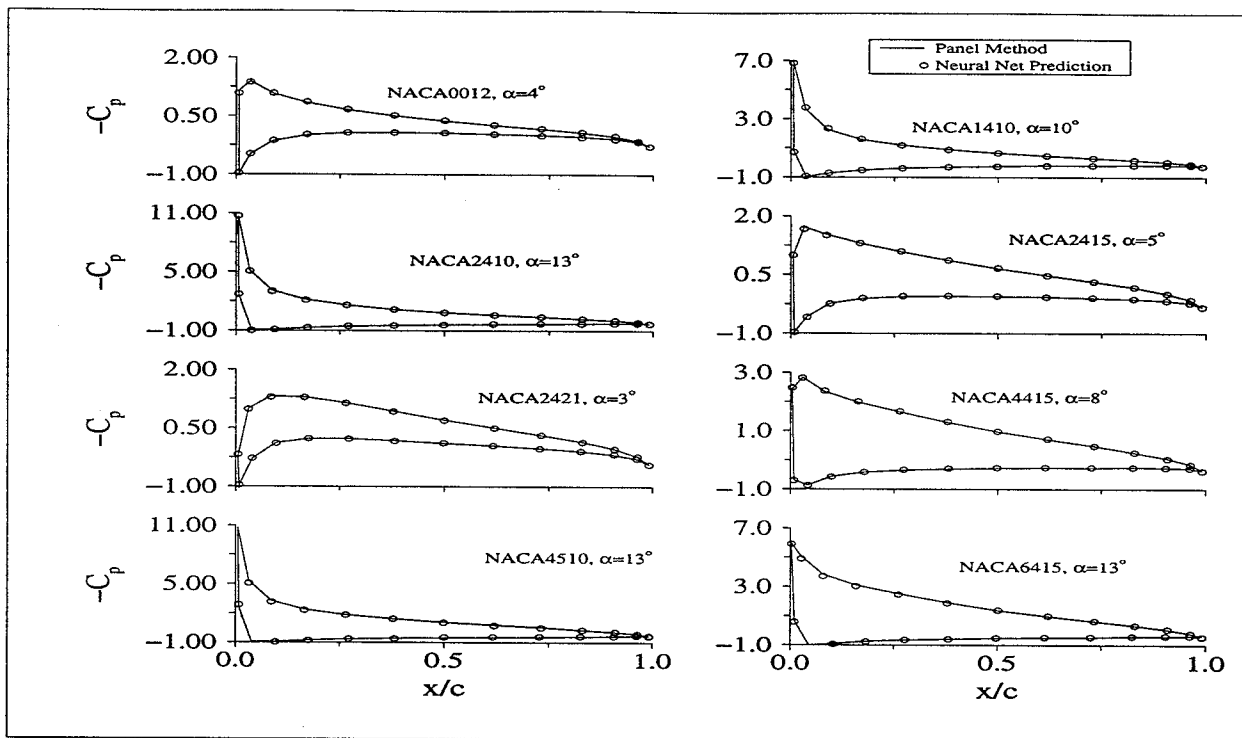 Panel Method
Neural Net Prediction
2.00
0.50
−1.00
-Cp
NACA0012, α=4°
7.0
3.0
−1.0
NACA1410, α=10°
11.00
5.00
−1.00
-Cp
NACA2410, α=13°
2.0
0.5
−1.0
NACA2415, α=5°
2.00
0.50
−1.00
-Cp
NACA2421, α=3°
3.0
1.0
−1.0
NACA4415, α=8°
11.00
5.00
−1.00
-Cp
NACA4510, α=13°
0.0 0.5 1.0
x/c
7.0
3.0
−1.0
NACA6415, α=13°
0.0 0.5 1.0
x/c